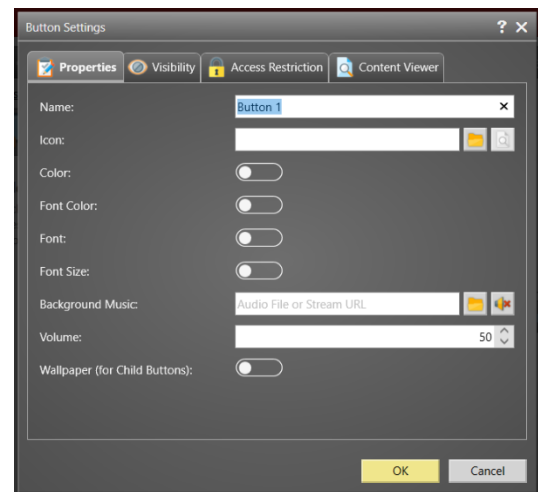 Button Settings ? ×
Properties Visibility Access Restriction Content Viewer
Name: Button 1 ×
Icon:
Color:
Font Color:
Font:
Font Size:
Background Music: Audio File or Stream URL
Volume: 50
Wallpaper (for Child Buttons):
OK Cancel